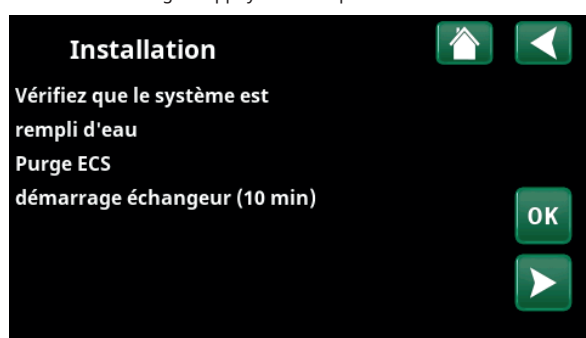 Installation
Vérifiez que le système est
rempli d'eau
Purge ECS
démarrage échangeur (10 min)
OK